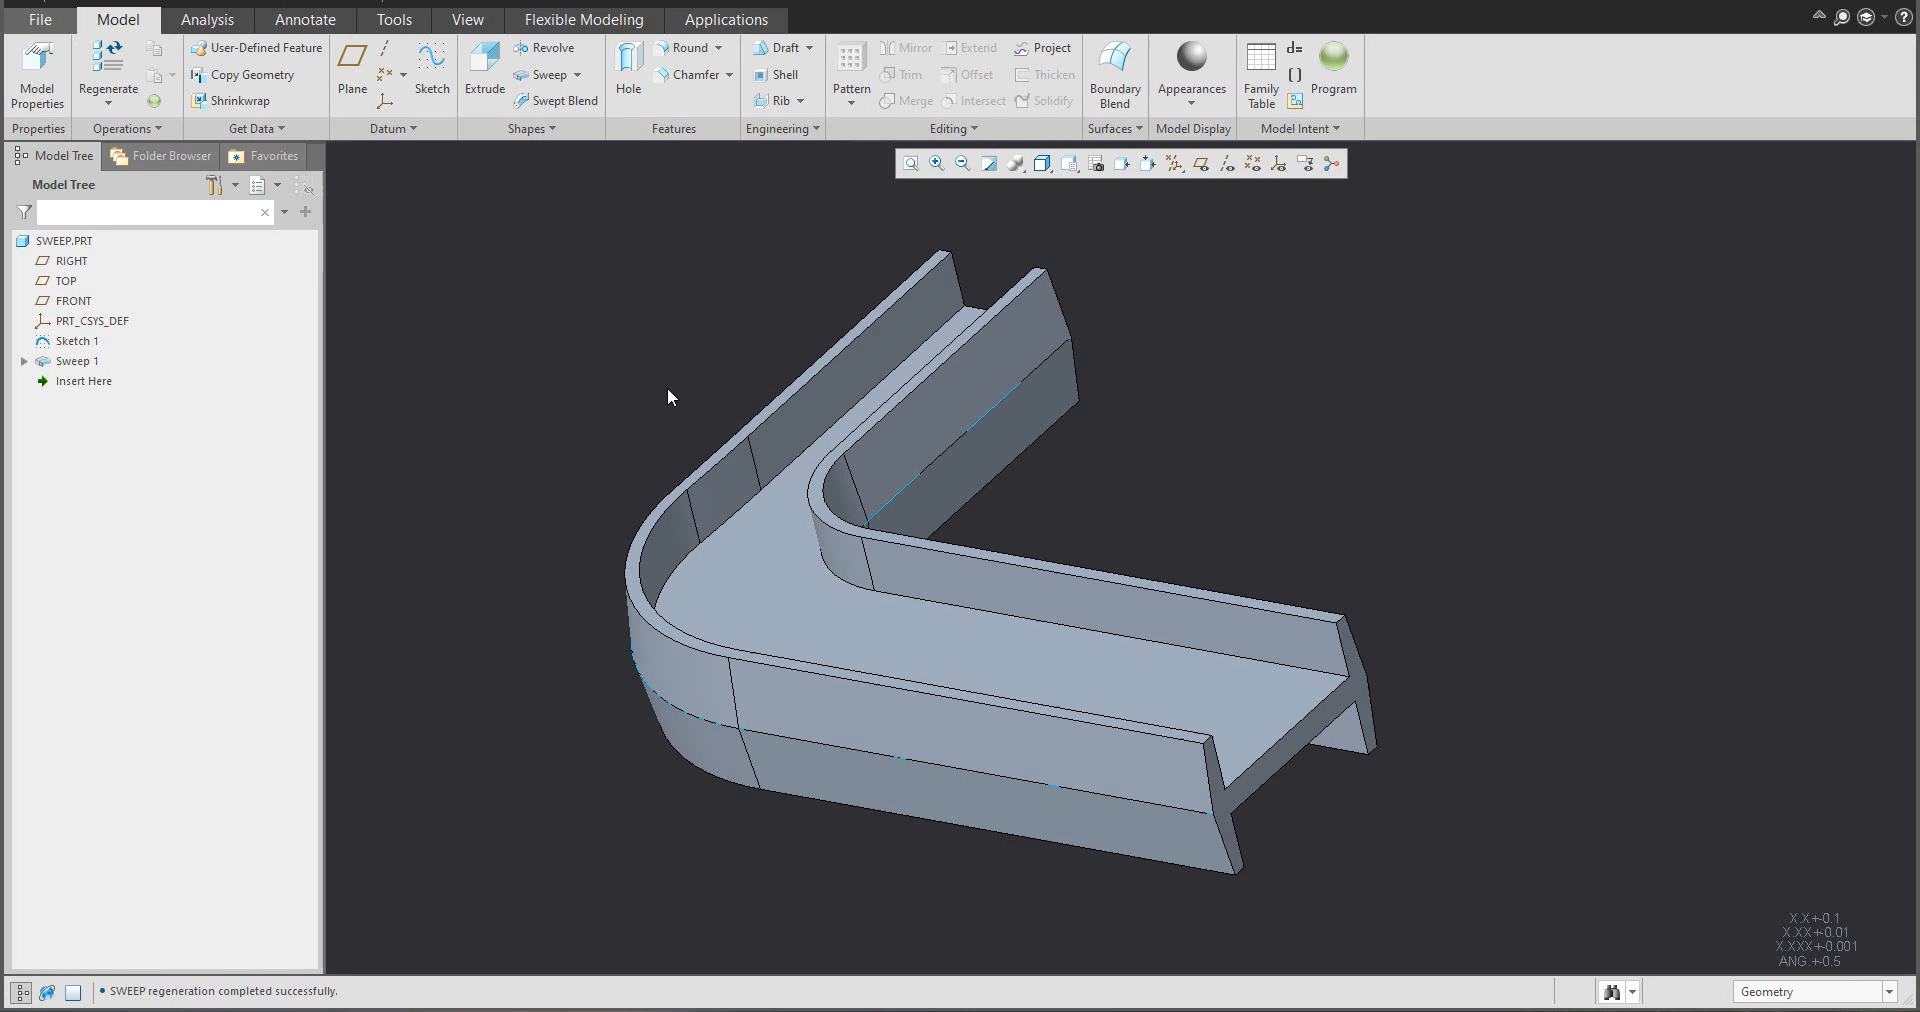 File Model Analysis Annotate Tools View Flexible Modeling Applications
Model Properties
Regenerate
User-Defined Feature
Copy Geometry
Shrinkwrap
Plane
Sketch
Extrude
Revolve
Sweep
Swept Blend
Hole
Round
Chamfer
Draft
Shell
Rib
Pattern
Mirror
Trim
Merge
Extend
Offset
Intersect
Project
Thicken
Solidify
Boundary Blend
Appearances
Family Table
d=
[ ]
Program
Properties Operations Get Data Datum Shapes Features Engineering Editing Surfaces Model Display Model Intent
Model Tree Folder Browser Favorites
Model Tree
SWEEP.PRT
RIGHT
TOP
FRONT
PRT_CSYS_DEF
Sketch 1
Sweep 1
Insert Here
X.X+-0.1
X.XX+-0.01
X.XXX+-0.001
ANG.+-0.5
• SWEEP regeneration completed successfully.
Geometry